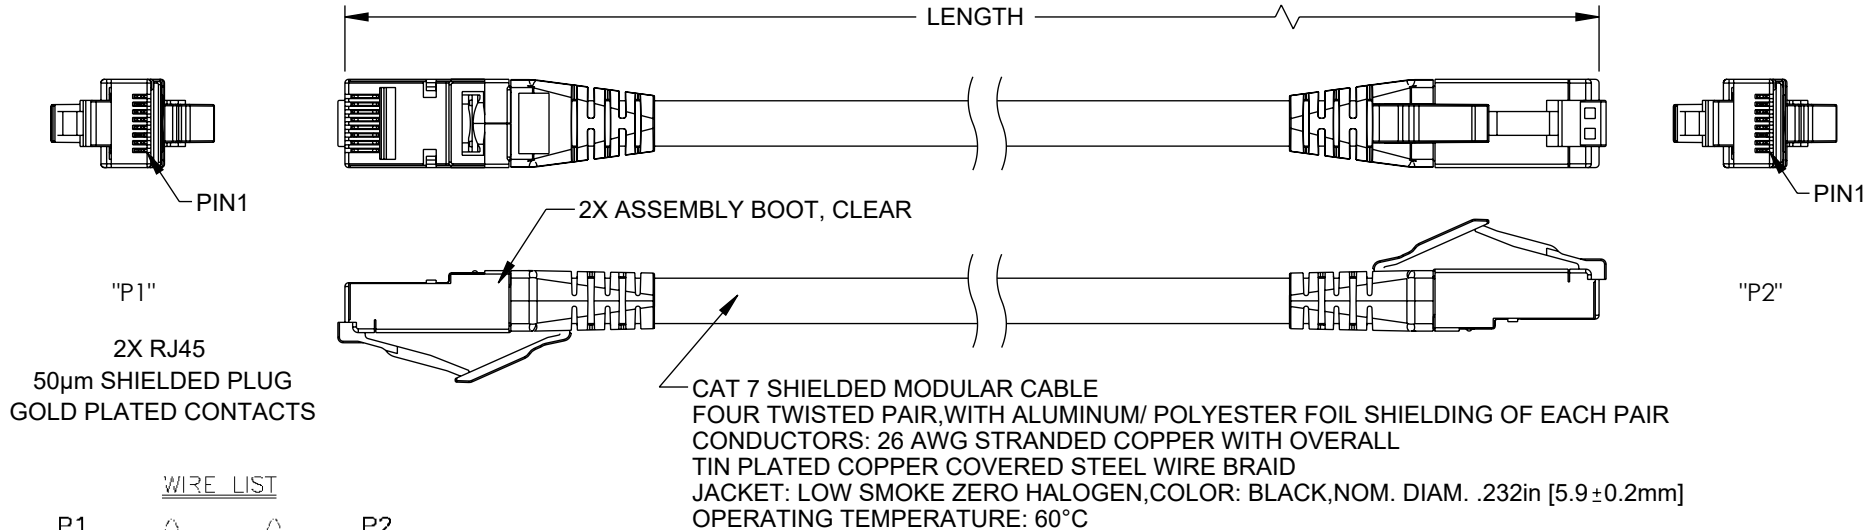 LENGTH
PIN1
PIN1
2X ASSEMBLY BOOT, CLEAR
"P1"
"P2"
2X RJ45
50µm SHIELDED PLUG
GOLD PLATED CONTACTS
CAT 7 SHIELDED MODULAR CABLE
FOUR TWISTED PAIR,WITH ALUMINUM/ POLYESTER FOIL SHIELDING OF EACH PAIR
CONDUCTORS: 26 AWG STRANDED COPPER WITH OVERALL
TIN PLATED COPPER COVERED STEEL WIRE BRAID
JACKET: LOW SMOKE ZERO HALOGEN,COLOR: BLACK,NOM. DIAM. .232in [5.9±0.2mm]
OPERATING TEMPERATURE: 60°C
WIRE LIST
P1 P2